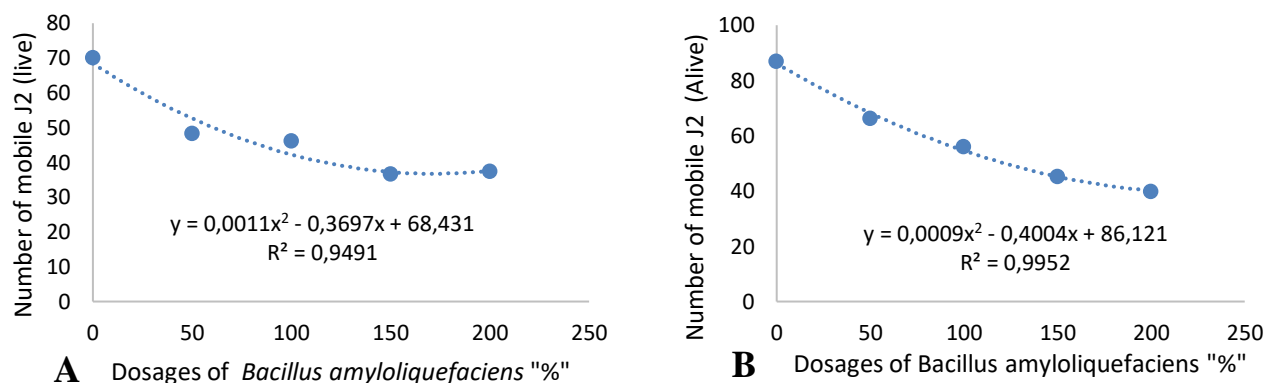 Number of mobile J2 (live)
80
70
60
50
40
30
20
10
0
y = 0,0011x² - 0,3697x + 68,431
R² = 0,9491
0 50 100 150 200 250
A Dosages of Bacillus amyloliquefaciens "%"
Number of mobile J2 (Alive)
100
80
60
40
20
0
y = 0,0009x² - 0,4004x + 86,121
R² = 0,9952
0 50 100 150 200 250
B Dosages of Bacillus amyloliquefaciens "%"